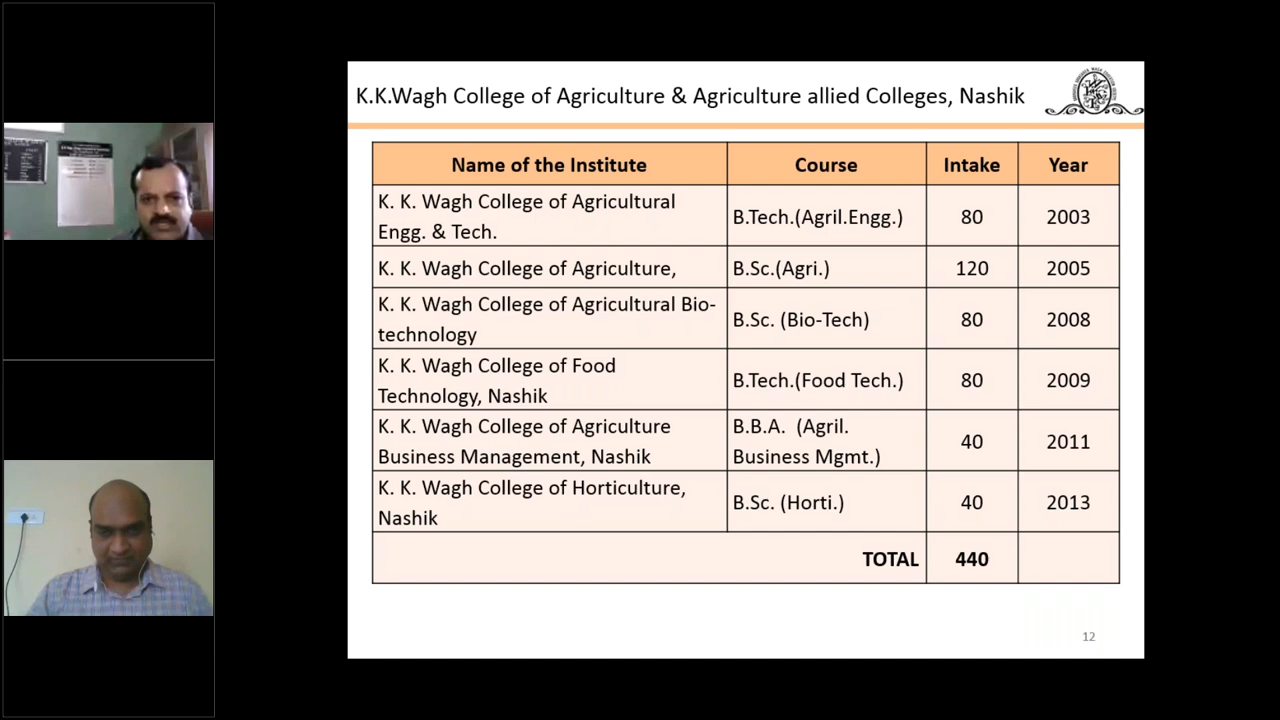 K.K.Wagh College of Agriculture & Agriculture allied Colleges, Nashik
Name of the Institute Course Intake Year
K. K. Wagh College of Agricultural
Engg. & Tech. B.Tech.(Agril.Engg.) 80 2003
K. K. Wagh College of Agriculture, B.Sc.(Agri.) 120 2005
K. K. Wagh College of Agricultural Bio-
technology B.Sc. (Bio-Tech) 80 2008
K. K. Wagh College of Food
Technology, Nashik B.Tech.(Food Tech.) 80 2009
K. K. Wagh College of Agriculture B.B.A. (Agril.
Business Management, Nashik Business Mgmt.) 40 2011
K. K. Wagh College of Horticulture,
Nashik B.Sc. (Horti.) 40 2013
TOTAL 440
12